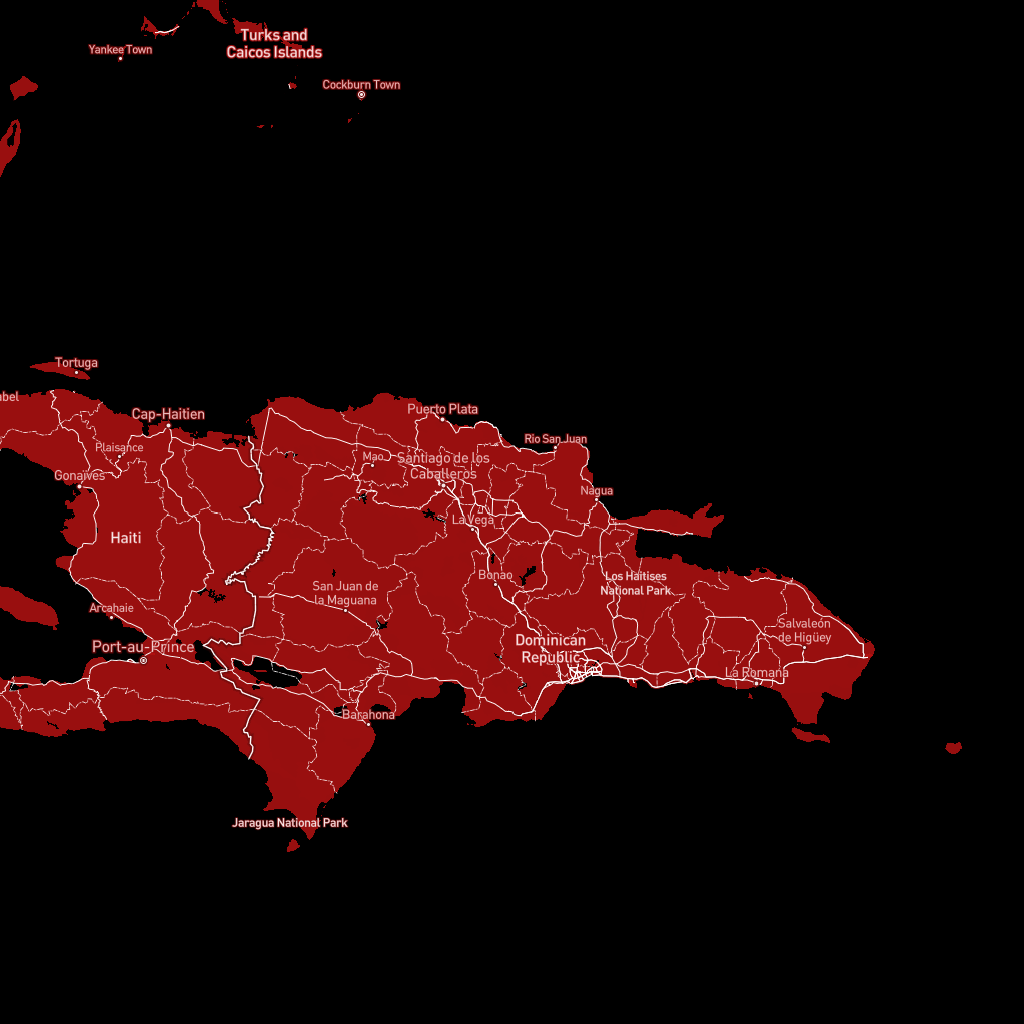 Turks and
Caicos Islands
Yankee Town
Cockburn Town
Tortuga
abel
Cap-Haitien
Puerto Plata
Rio San Juan
Plaisance
Mao
Santiago de los
Caballeros
Gonaïves
Nagua
La Vega
Haiti
Bonao
Los Haitises
National Park
San Juan de
la Maguana
Arcahaie
Salvaleón
de Higüey
Port-au-Prince
Dominican
Republic
La Romana
Barahona
Jaragua National Park